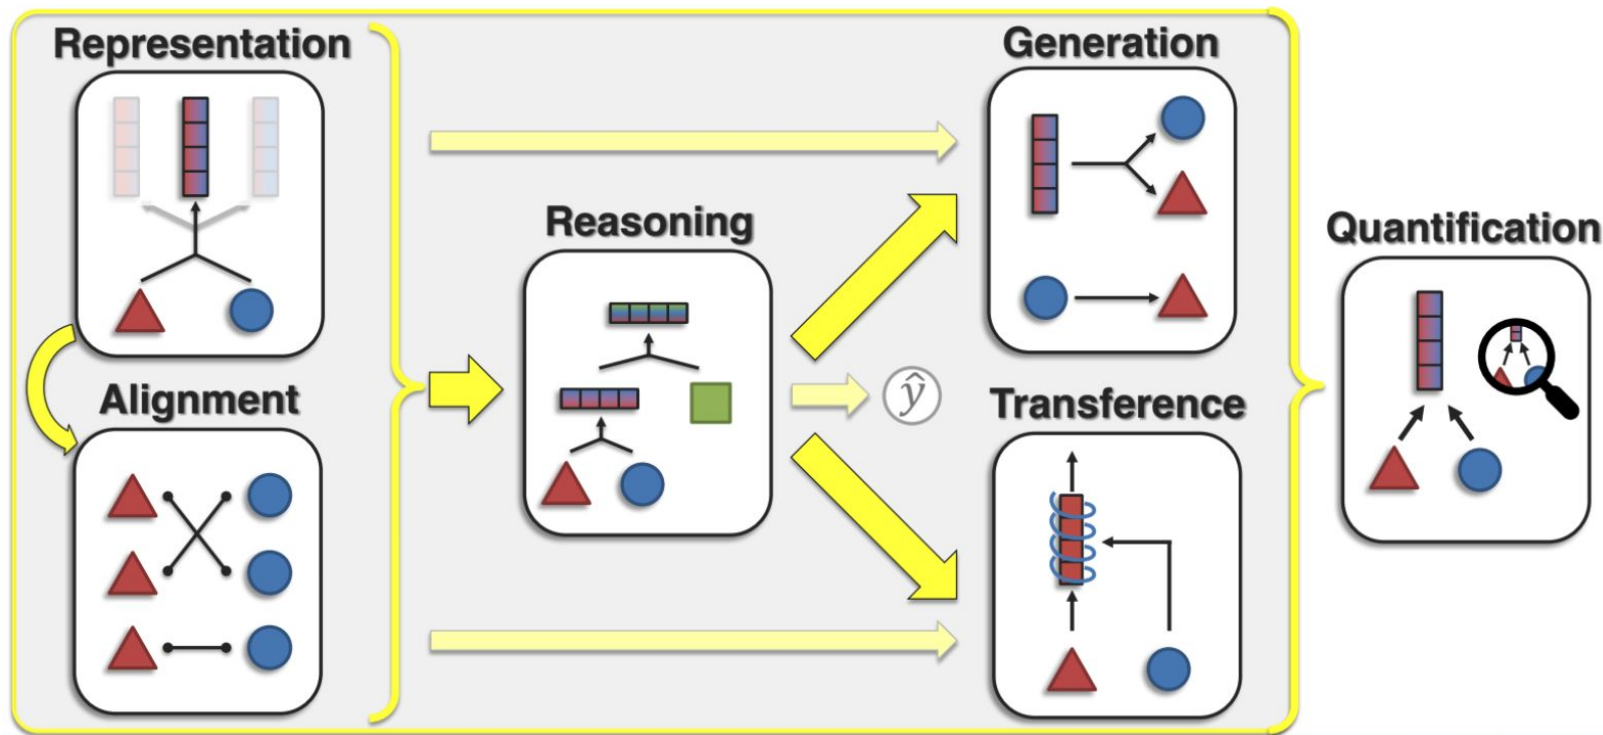 Representation
Alignment
Reasoning
ŷ
Generation
Transference
Quantification